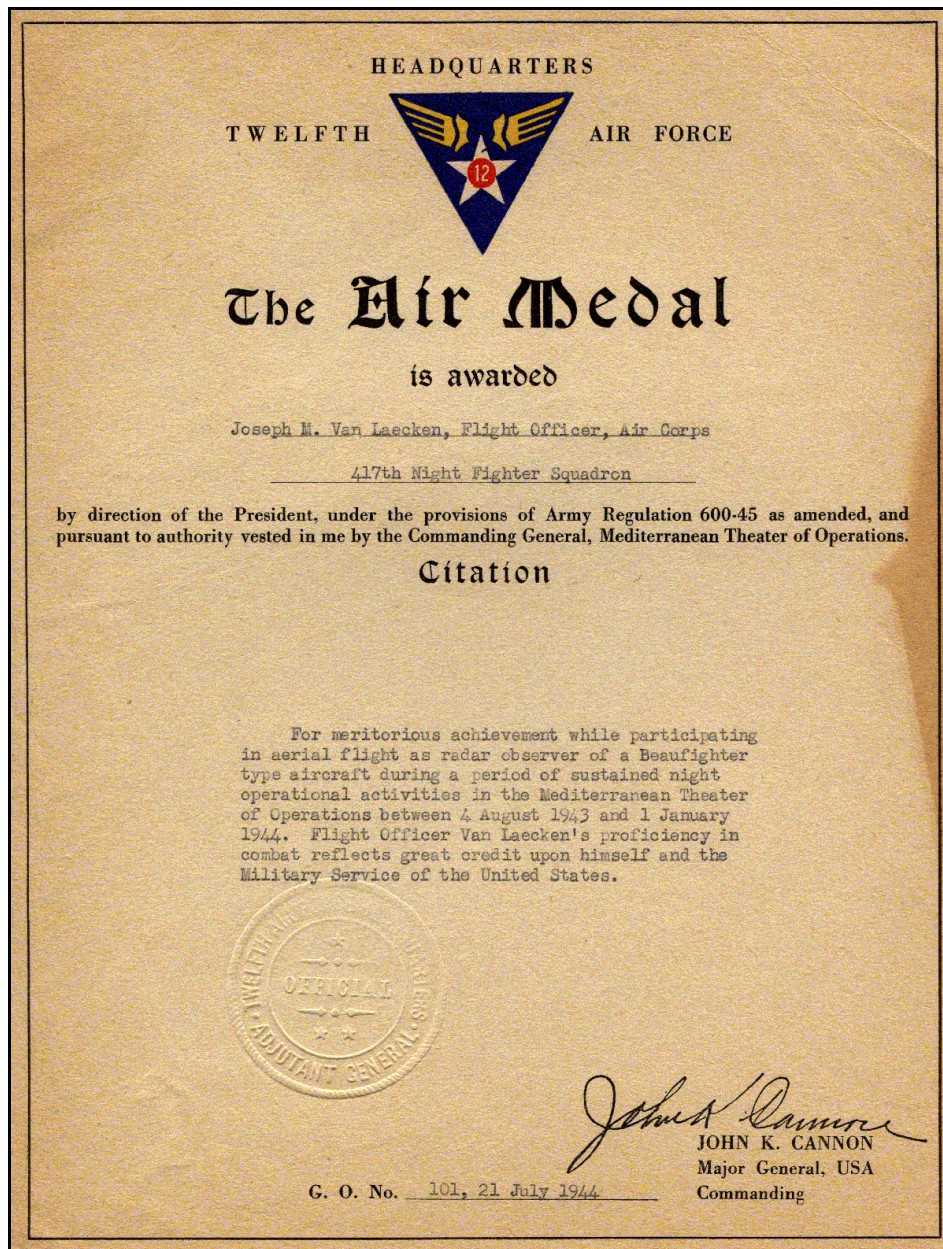 HEADQUARTERS
TWELFTH AIR FORCE
12
The Air Medal
is awarded
Joseph M. Van Laecken, Flight Officer, Air Corps
417th Night Fighter Squadron
by direction of the President, under the provisions of Army Regulation 600-45 as amended, and
pursuant to authority vested in me by the Commanding General, Mediterranean Theater of Operations.
Citation
For meritorious achievement while participating
in aerial flight as radar observer of a Beaufighter
type aircraft during a period of sustained night
operational activities in the Mediterranean Theater
of Operations between 4 August 1943 and 1 January
1944. Flight Officer Van Laecken's proficiency in
combat reflects great credit upon himself and the
Military Service of the United States.
TWELFTH AIR
OFFICIAL
ADJUTANT GENERAL
John K Cannon
JOHN K. CANNON
Major General, USA
Commanding
G. O. No. 101, 21 July 1944